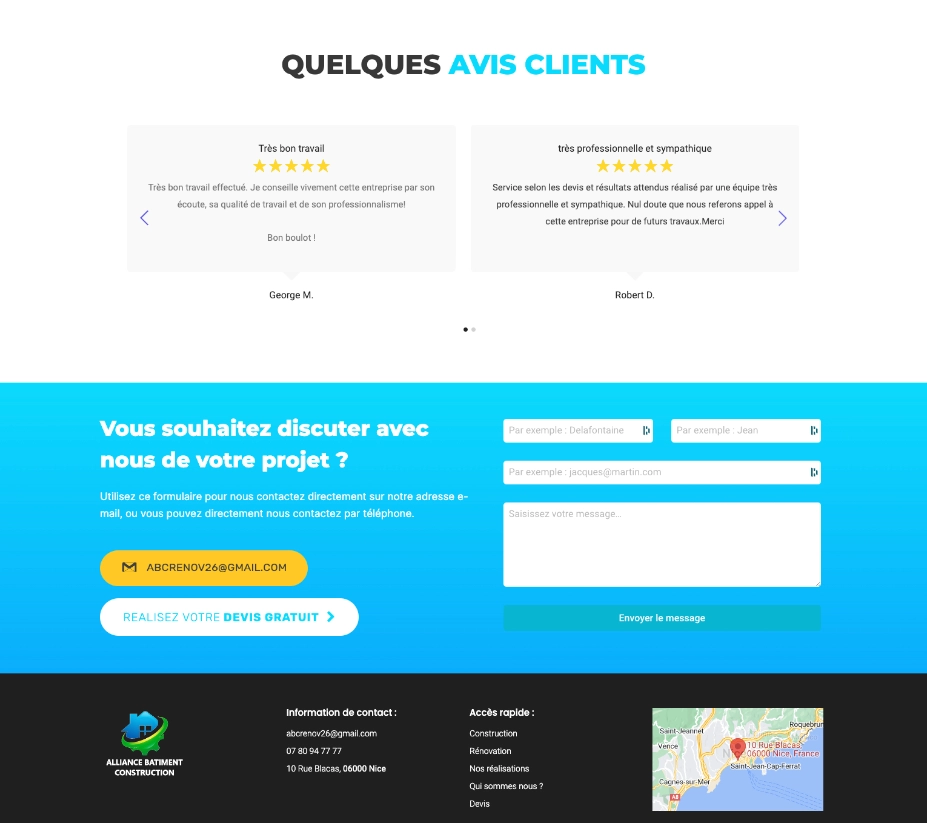 QUELQUES AVIS CLIENTS
Très bon travail
Très bon travail effectué. Je conseille vivement cette entreprise par son
écoute, sa qualité de travail et de son professionnalisme!
Bon boulot !
George M.
très professionnelle et sympathique
Service selon les devis et résultats attendus réalisé par une équipe très
professionnelle et sympathique. Nul doute que nous referons appel à
cette entreprise pour de futurs travaux.Merci
Robert D.
Vous souhaitez discuter avec
nous de votre projet ?
Utilisez ce formulaire pour nous contactez directement sur notre adresse e-
mail, ou vous pouvez directement nous contactez par téléphone.
ABCRENOV26@GMAIL.COM
REALISEZ VOTRE DEVIS GRATUIT
Par exemple : Delafontaine
Par exemple : Jean
Par exemple : jacques@martin.com
Saisissez votre message...
Envoyer le message
ALLIANCE BATIMENT
CONSTRUCTION
Information de contact :
abcrenov26@gmail.com
07 80 94 77 77
10 Rue Blacas, 06000 Nice
Accès rapide :
Construction
Rénovation
Nos réalisations
Qui sommes nous ?
Devis
Roquebrun
Saint-Jeannet
Vence
10 Rue Blacas,
06000 Nice, France
Saint-Jean-Cap-Ferrat
Cagnes-sur-Mer
A8